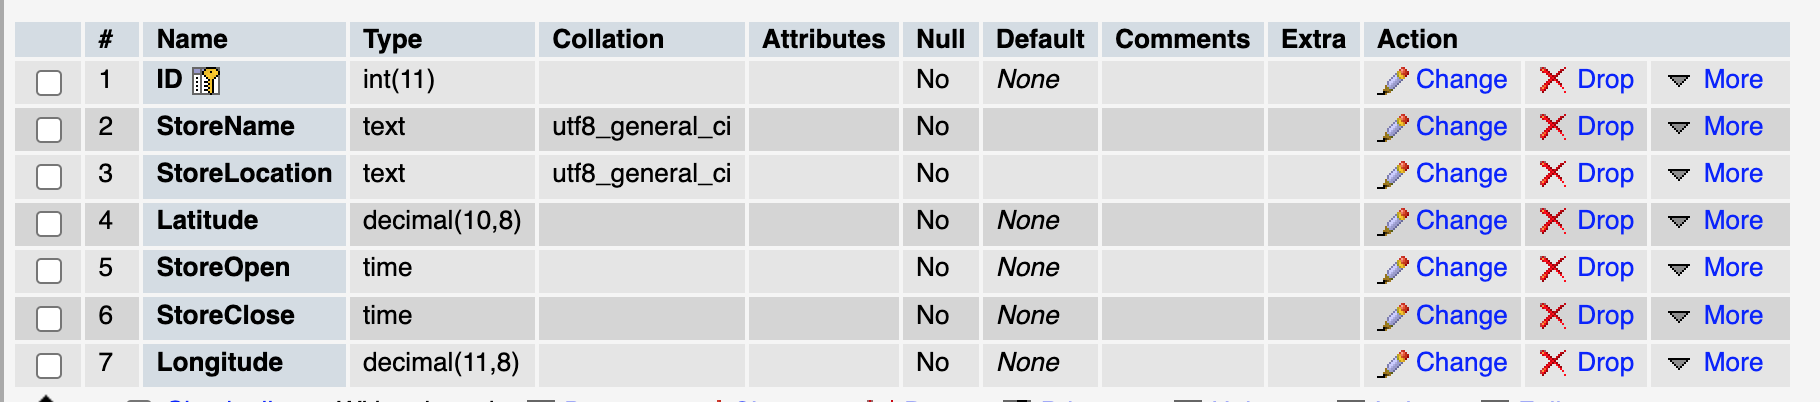 # Name Type Collation Attributes Null Default Comments Extra Action
1 ID int(11) No None Change Drop More
2 StoreName text utf8_general_ci No Change Drop More
3 StoreLocation text utf8_general_ci No Change Drop More
4 Latitude decimal(10,8) No None Change Drop More
5 StoreOpen time No None Change Drop More
6 StoreClose time No None Change Drop More
7 Longitude decimal(11,8) No None Change Drop More